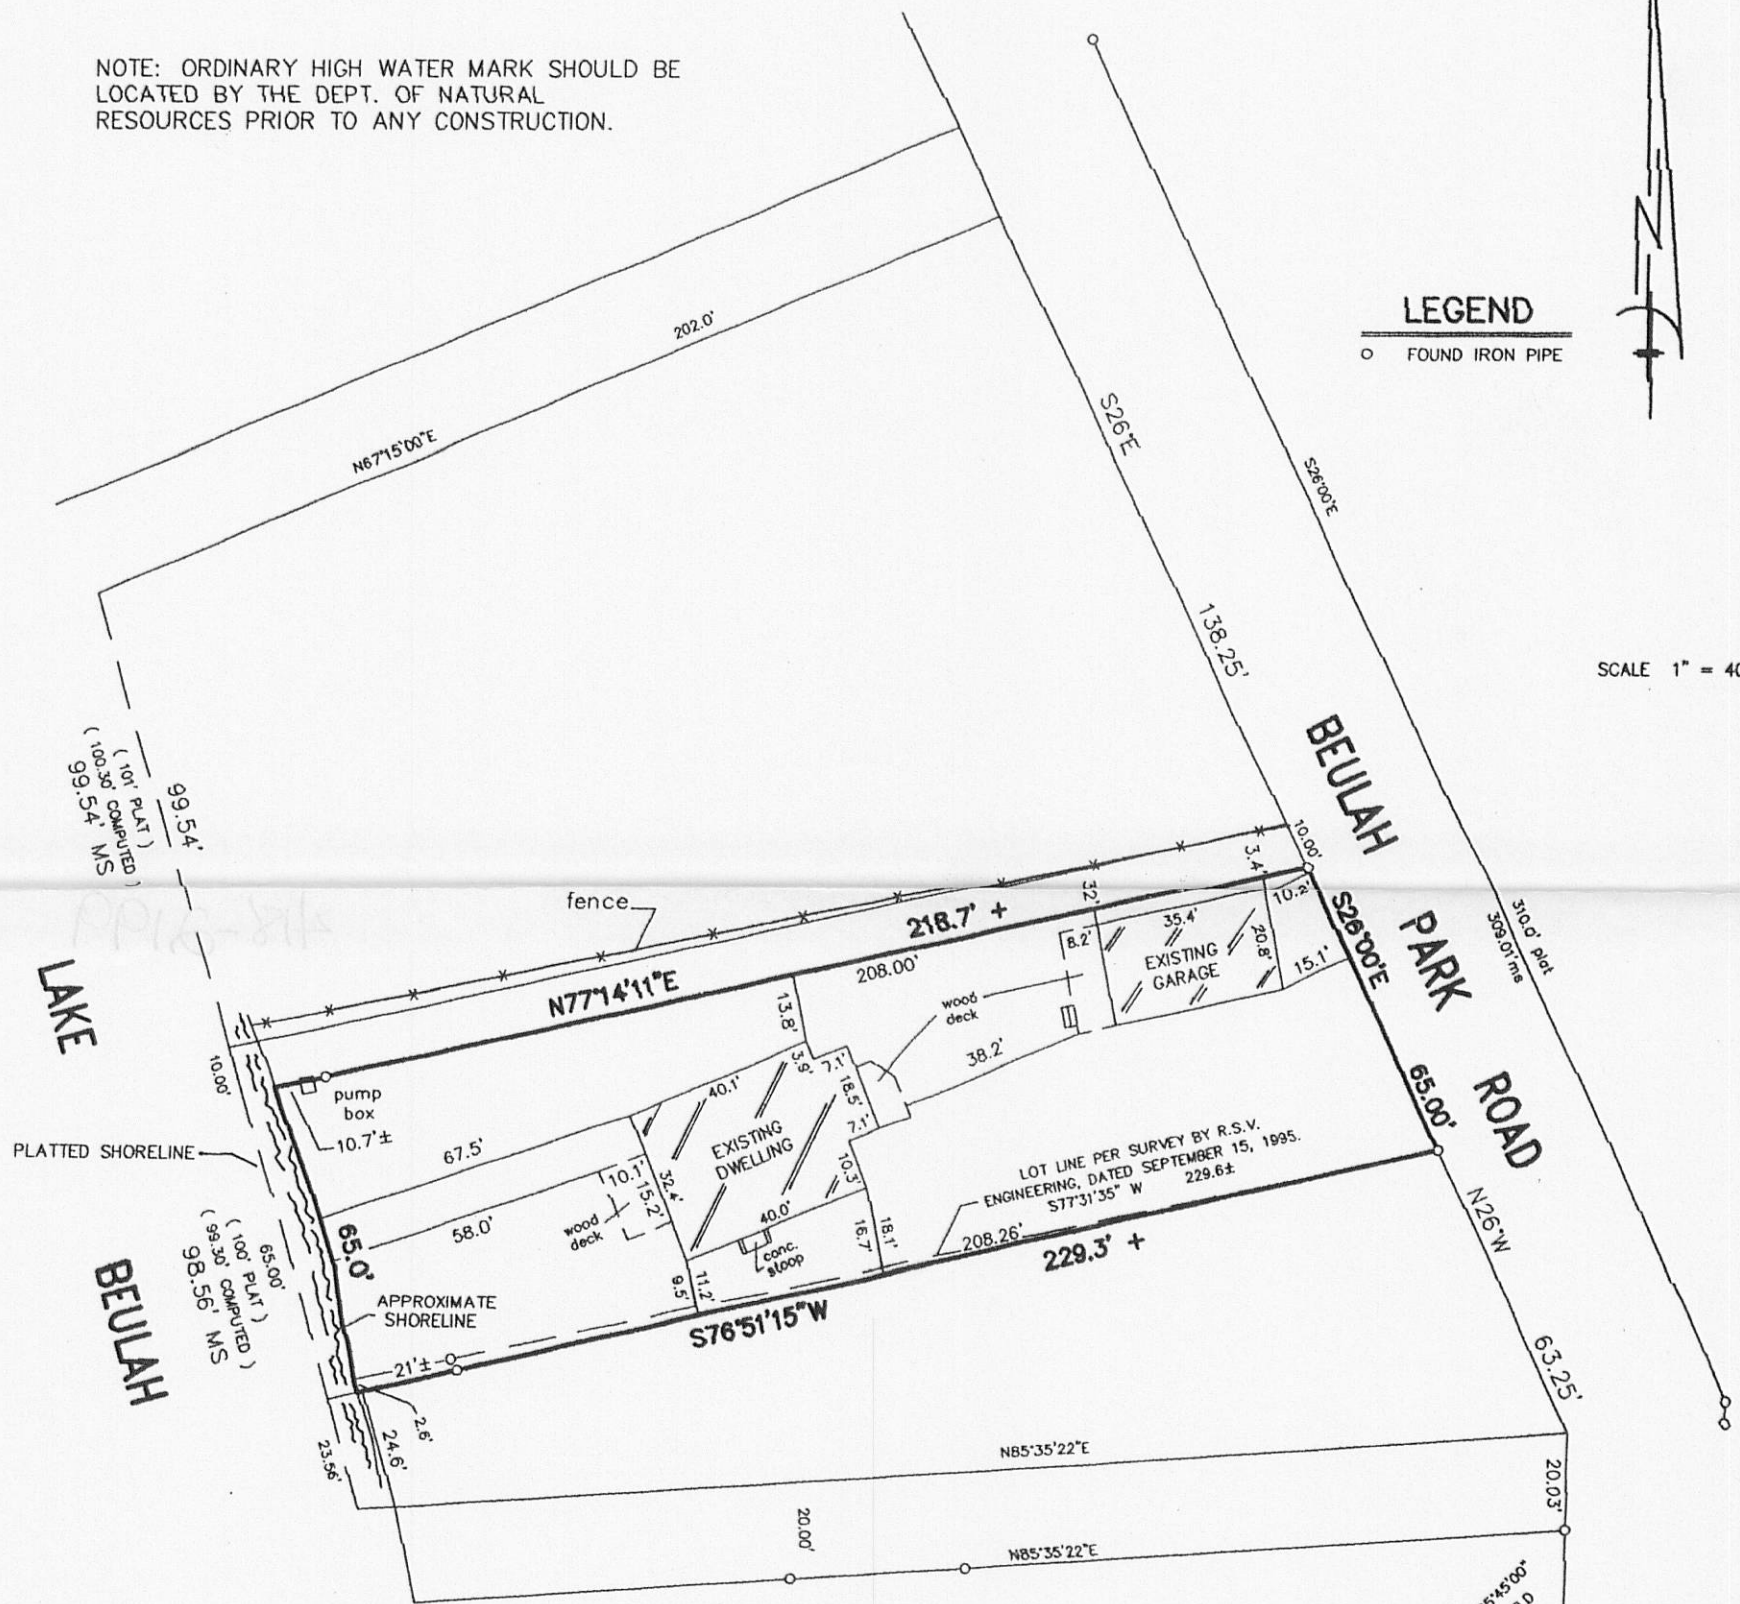 NOTE: ORDINARY HIGH WATER MARK SHOULD BE
LOCATED BY THE DEPT. OF NATURAL
RESOURCES PRIOR TO ANY CONSTRUCTION.
202.0'
N67°15'00"E
S26°E
S26°00'E
N
LEGEND
FOUND IRON PIPE
138.25'
SCALE 1" = 40
99.54'
( 101' PLAT )
( 100.30' COMPUTED )
99.54' MS
BEULAH
PARK
ROAD
310.0' plat
309.01'ms
10.00'
3.4'
10.2'
fence
218.7' +
32'
35.4'
S26°00'E
208.00'
8.2'
EXISTING
GARAGE
20.8'
15.1'
N77°14'11"E
LAKE
BEULAH
10.00'
13.8'
wood
deck
38.2'
pump
box
10.7'±
3.9'
7.1'
18.5'
7.1'
40.1'
65.00'
PLATTED SHORELINE
67.5'
EXISTING
DWELLING
10.3'
LOT LINE PER SURVEY BY R.S.V.
ENGINEERING, DATED SEPTEMBER 15, 1995.
S77°31'35" W 229.6±
10.1'
15.2'
32.4'
58.0'
wood
deck
40.0'
conc.
stoop
16.7'
18.1'
208.26'
229.3' +
N26°W
65.0'
65.00'
( 100' PLAT )
( 99.30' COMPUTED )
98.56' MS
APPROXIMATE
SHORELINE
9.5'
11.2'
S76°51'15"W
21'±
2.6'
24.6'
23.56'
63.25'
N85°35'22"E
20.03'
20.00'
N85°35'22"E
5°45'00"